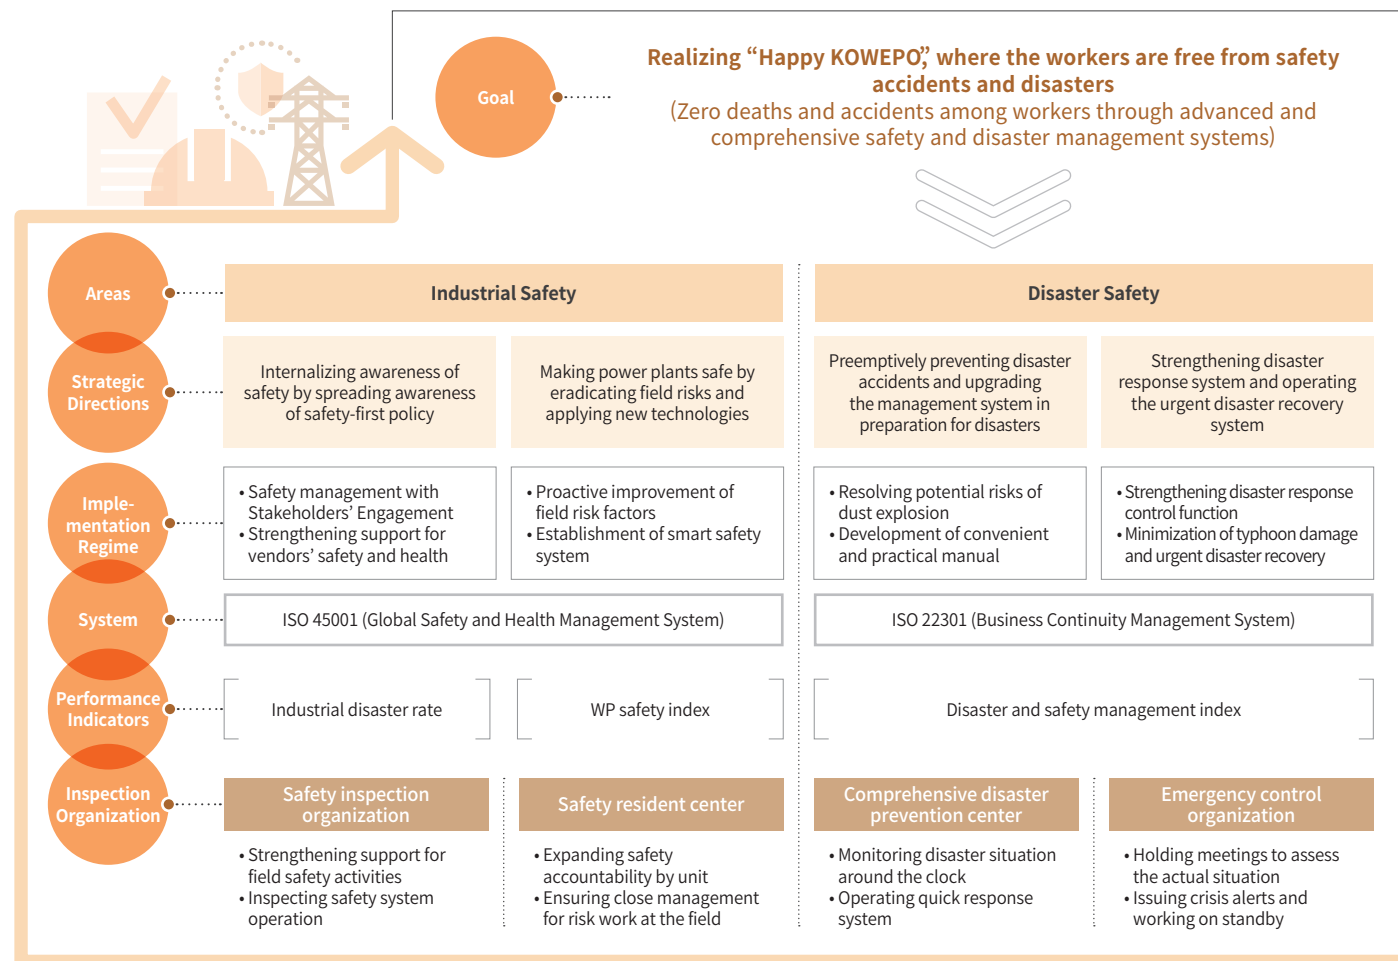 Goal
Realizing “Happy KOWEPO,” where the workers are free from safety
accidents and disasters
(Zero deaths and accidents among workers through advanced and
comprehensive safety and disaster management systems)
Areas
Industrial Safety
Disaster Safety
Strategic
Directions
Internalizing awareness of
safety by spreading awareness
of safety-first policy
Making power plants safe by
eradicating field risks and
applying new technologies
Preemptively preventing disaster
accidents and upgrading
the management system in
preparation for disasters
Strengthening disaster
response system and operating
the urgent disaster recovery
system
Imple-
mentation
Regime
• Safety management with
Stakeholders’ Engagement
• Strengthening support for
vendors’ safety and health
• Proactive improvement of
field risk factors
• Establishment of smart safety
system
• Resolving potential risks of
dust explosion
• Development of convenient
and practical manual
• Strengthening disaster response
control function
• Minimization of typhoon damage
and urgent disaster recovery
System
ISO 45001 (Global Safety and Health Management System)
ISO 22301 (Business Continuity Management System)
Performance
Indicators
Industrial disaster rate
WP safety index
Disaster and safety management index
Inspection
Organization
Safety inspection
organization
• Strengthening support for
field safety activities
• Inspecting safety system
operation
Safety resident center
• Expanding safety
accountability by unit
• Ensuring close management
for risk work at the field
Comprehensive disaster
prevention center
• Monitoring disaster situation
around the clock
• Operating quick response
system
Emergency control
organization
• Holding meetings to assess
the actual situation
• Issuing crisis alerts and
working on standby